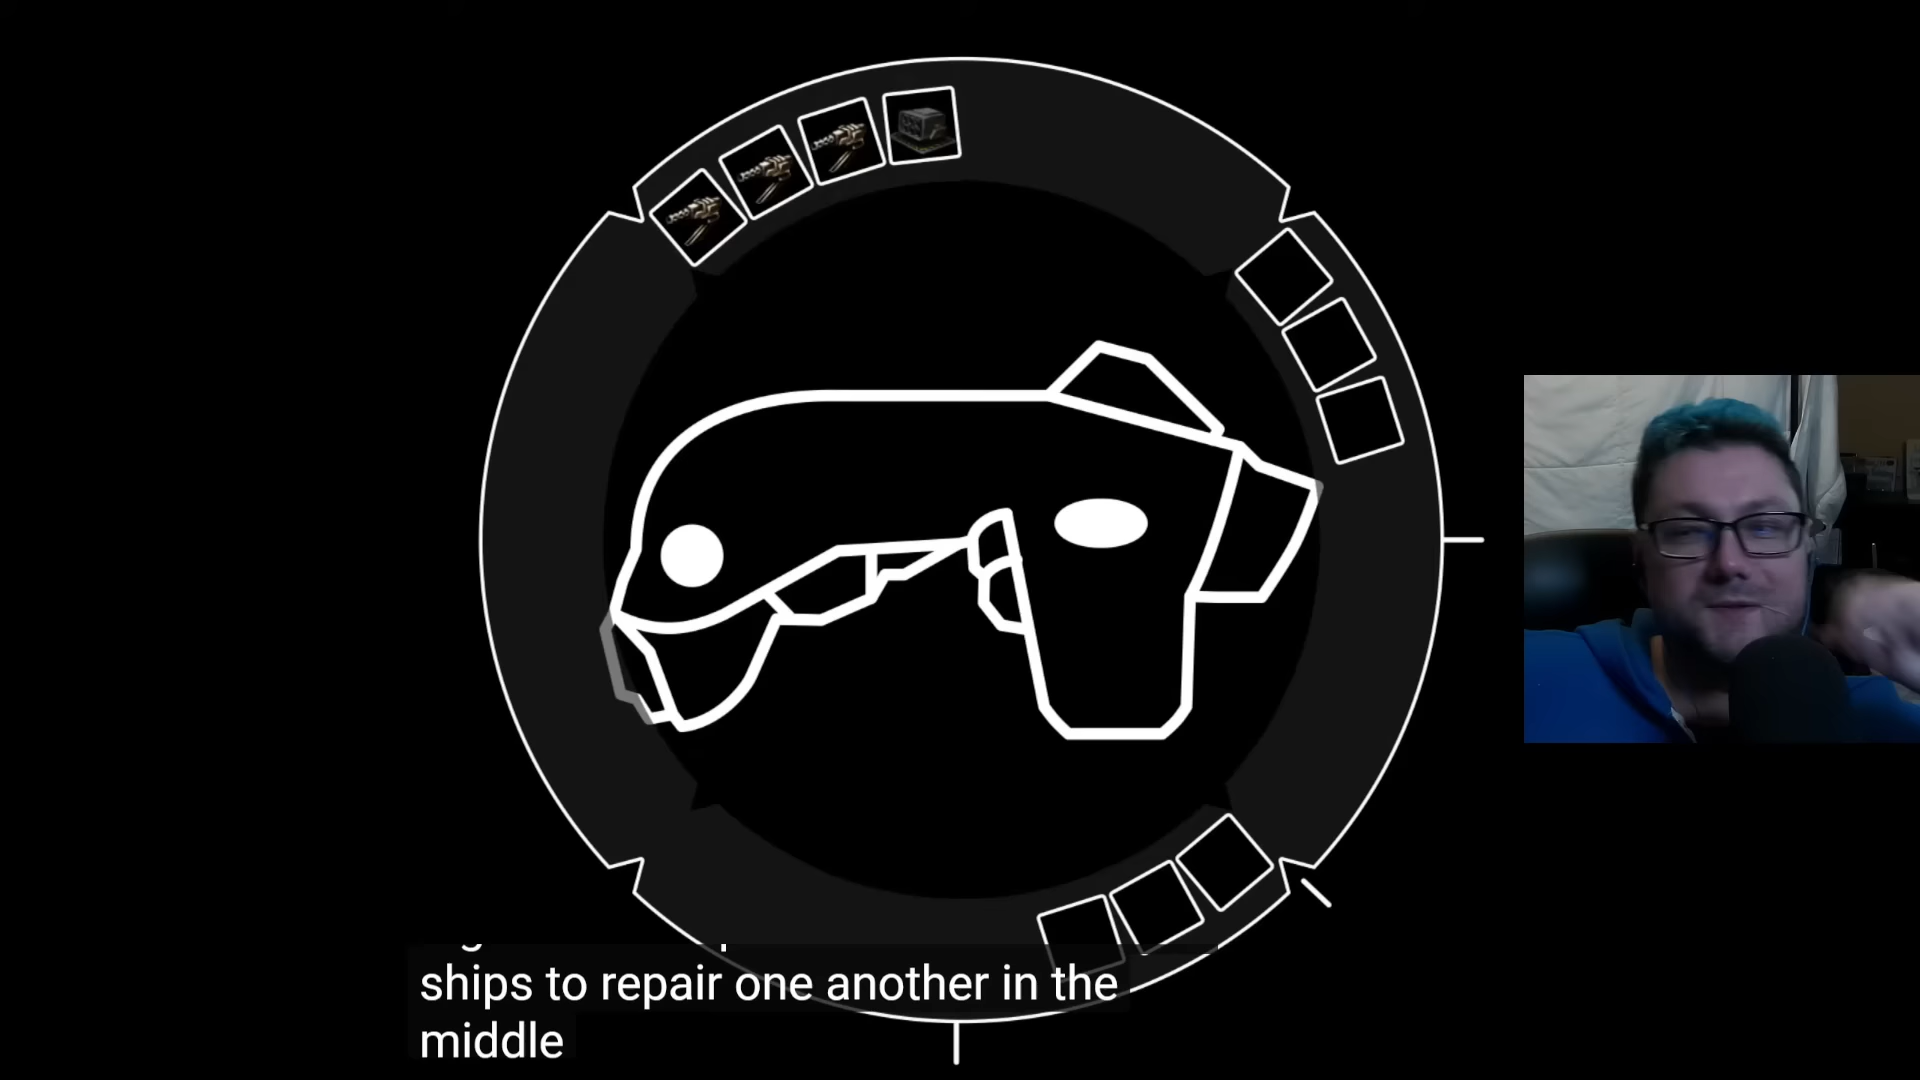 ships to repair one another in the
middle